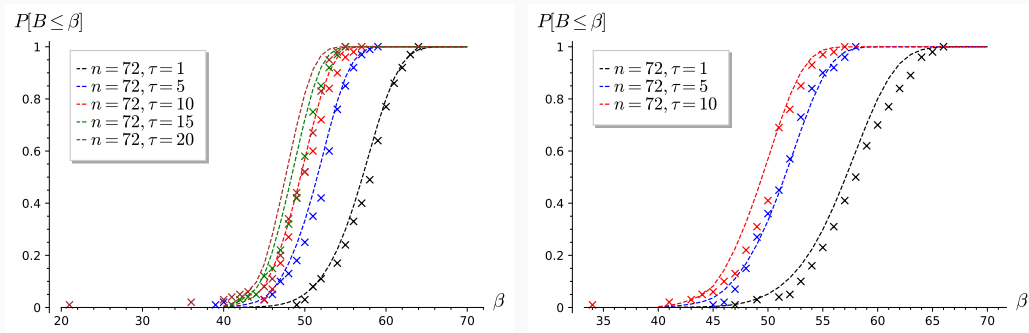 P[B ≤ β]
1
0.8
0.6
0.4
0.2
0
20 30 40 50 60 70
β
n = 72, τ = 1
n = 72, τ = 5
n = 72, τ = 10
n = 72, τ = 15
n = 72, τ = 20
P[B ≤ β]
1
0.8
0.6
0.4
0.2
0
35 40 45 50 55 60 65 70
β
n = 72, τ = 1
n = 72, τ = 5
n = 72, τ = 10